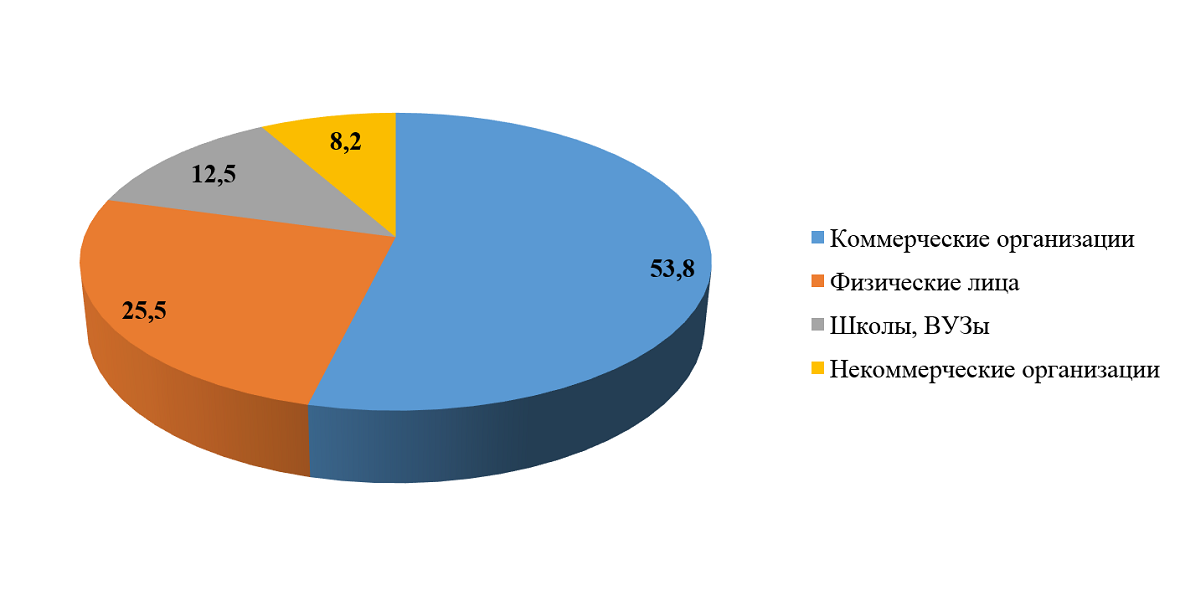 8,2
12,5
53,8
25,5
Коммерческие организации
Физические лица
Школы, ВУЗы
Некоммерческие организации